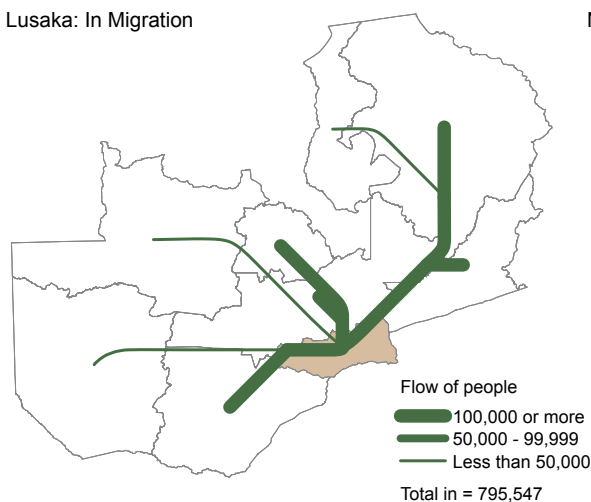 Lusaka: In Migration
Flow of people
100,000 or more
50,000 - 99,999
Less than 50,000
Total in = 795,547